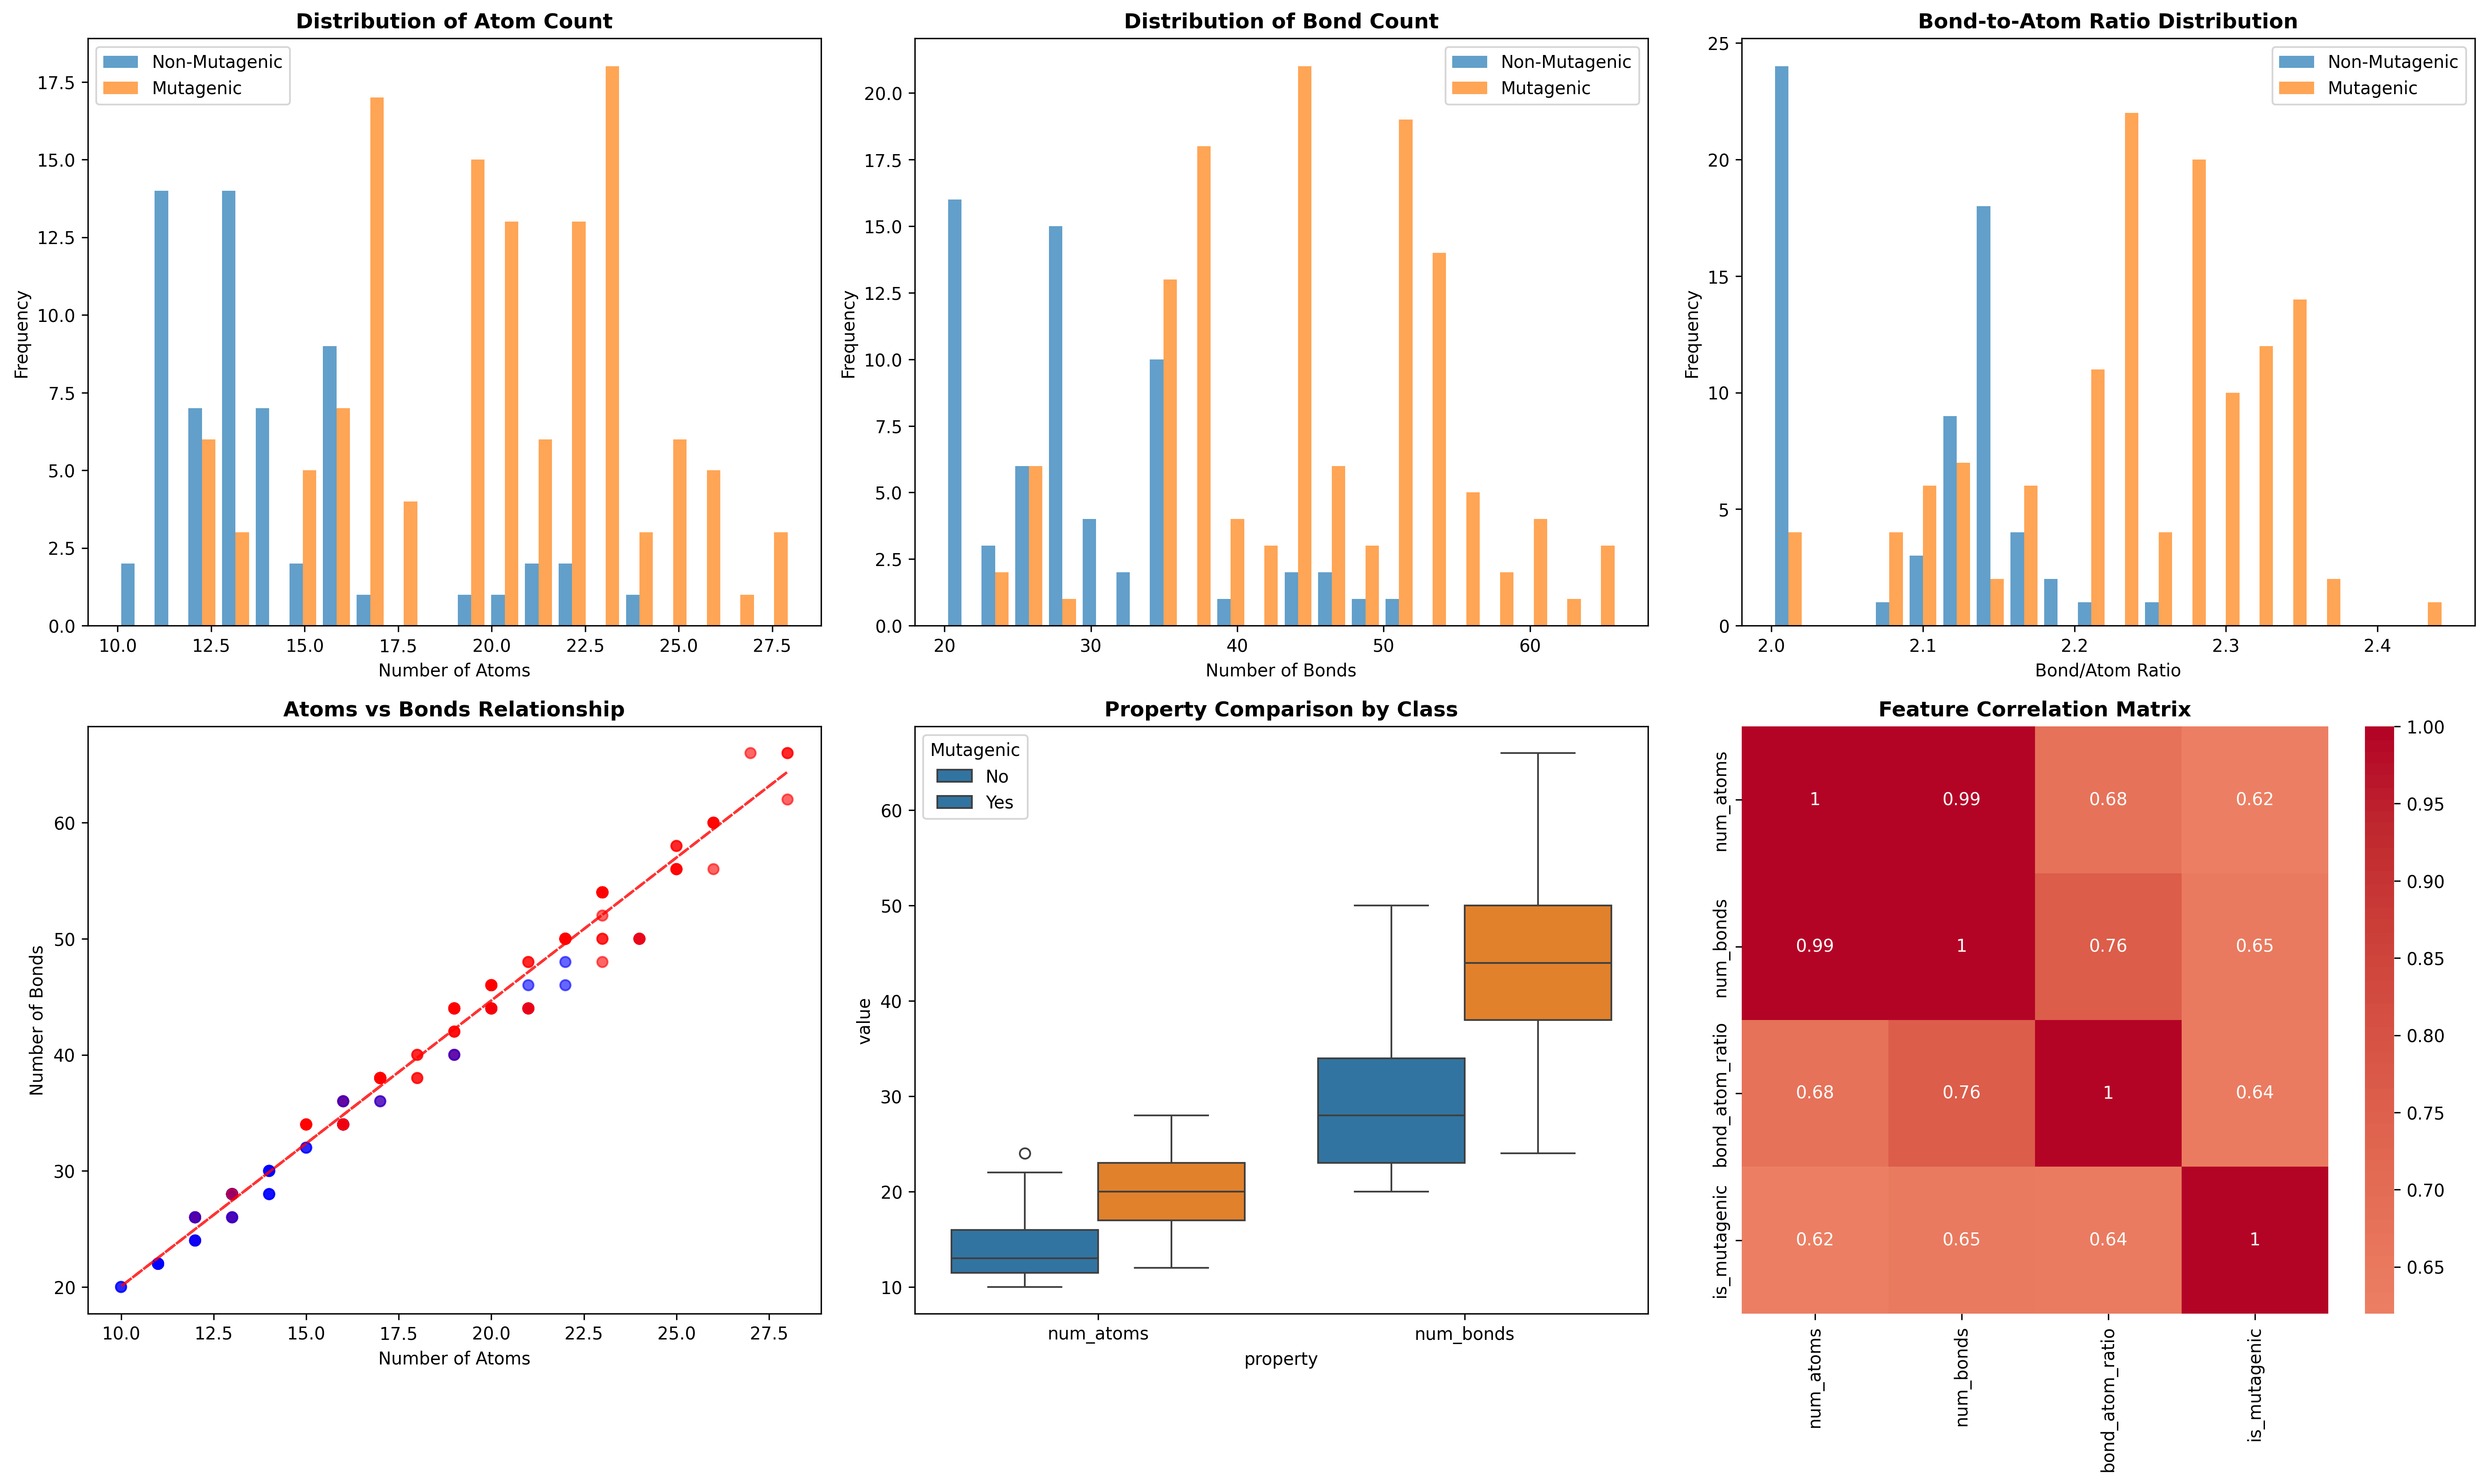 Distribution of Atom Count
Non-Mutagenic
Mutagenic
17.5
15.0
12.5
10.0
7.5
5.0
2.5
0.0
Frequency
10.0 12.5 15.0 17.5 20.0 22.5 25.0 27.5
Number of Atoms
Distribution of Bond Count
Non-Mutagenic
Mutagenic
20.0
17.5
15.0
12.5
10.0
7.5
5.0
2.5
0.0
Frequency
20 30 40 50 60
Number of Bonds
Bond-to-Atom Ratio Distribution
Non-Mutagenic
Mutagenic
25
20
15
10
5
0
Frequency
2.0 2.1 2.2 2.3 2.4
Bond/Atom Ratio
Atoms vs Bonds Relationship
60
50
40
30
20
Number of Bonds
10.0 12.5 15.0 17.5 20.0 22.5 25.0 27.5
Number of Atoms
Property Comparison by Class
Mutagenic
No
Yes
60
50
40
30
20
10
value
num_atoms num_bonds
property
Feature Correlation Matrix
num_atoms
1 0.99 0.68 0.62
num_bonds
0.99 1 0.76 0.65
bond_atom_ratio
0.68 0.76 1 0.64
is_mutagenic
0.62 0.65 0.64 1
num_atoms
num_bonds
bond_atom_ratio
is_mutagenic
1.00
0.95
0.90
0.85
0.80
0.75
0.70
0.65